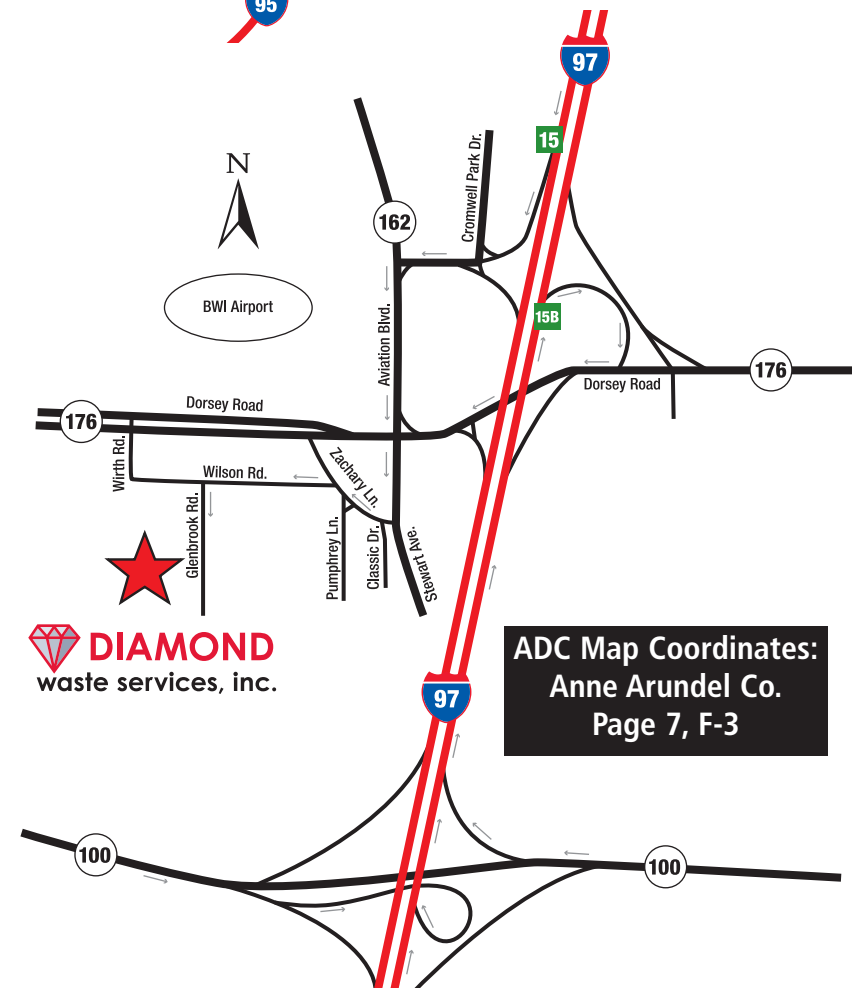 95
97
15
Cromwell Park Dr.
N
162
BWI Airport
Aviation Blvd.
15B
176
Dorsey Road
Dorsey Road
176
Wirth Rd.
Wilson Rd.
Zachary Ln.
Glenbrook Rd.
Pumphrey Ln.
Classic Dr.
Stewart Ave.
DIAMOND
waste services, inc.
ADC Map Coordinates:
Anne Arundel Co.
Page 7, F-3
97
100
100